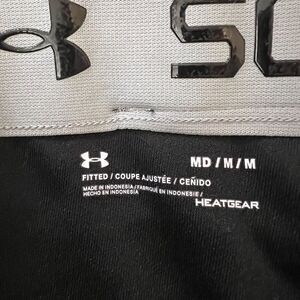 SC
MD / M / M
FITTED / COUPE AJUSTÉE / CEÑIDO
MADE IN INDONESIA / FABRIQUÉ EN INDONÉSIE /
HECHO EN INDONESIA
HEATGEAR